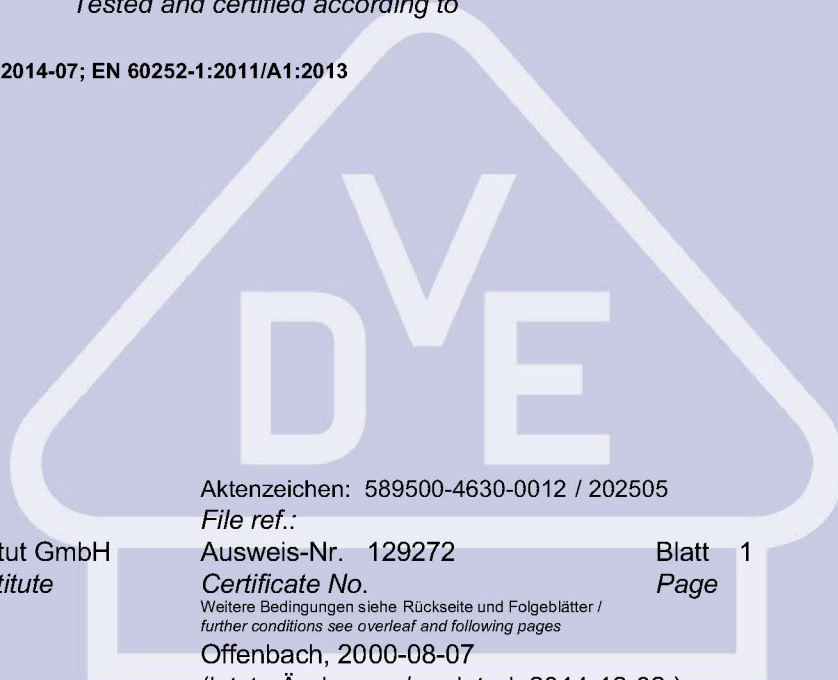 Tested and certified according to
2014-07; EN 60252-1:2011/A1:2013
VDE
Aktenzeichen: 589500-4630-0012 / 202505
File ref.:
tut GmbH Ausweis-Nr. 129272 Blatt 1
titute Certificate No. Page
Weitere Bedingungen siehe Rückseite und Folgeblätter /
further conditions see overleaf and following pages
Offenbach, 2000-08-07